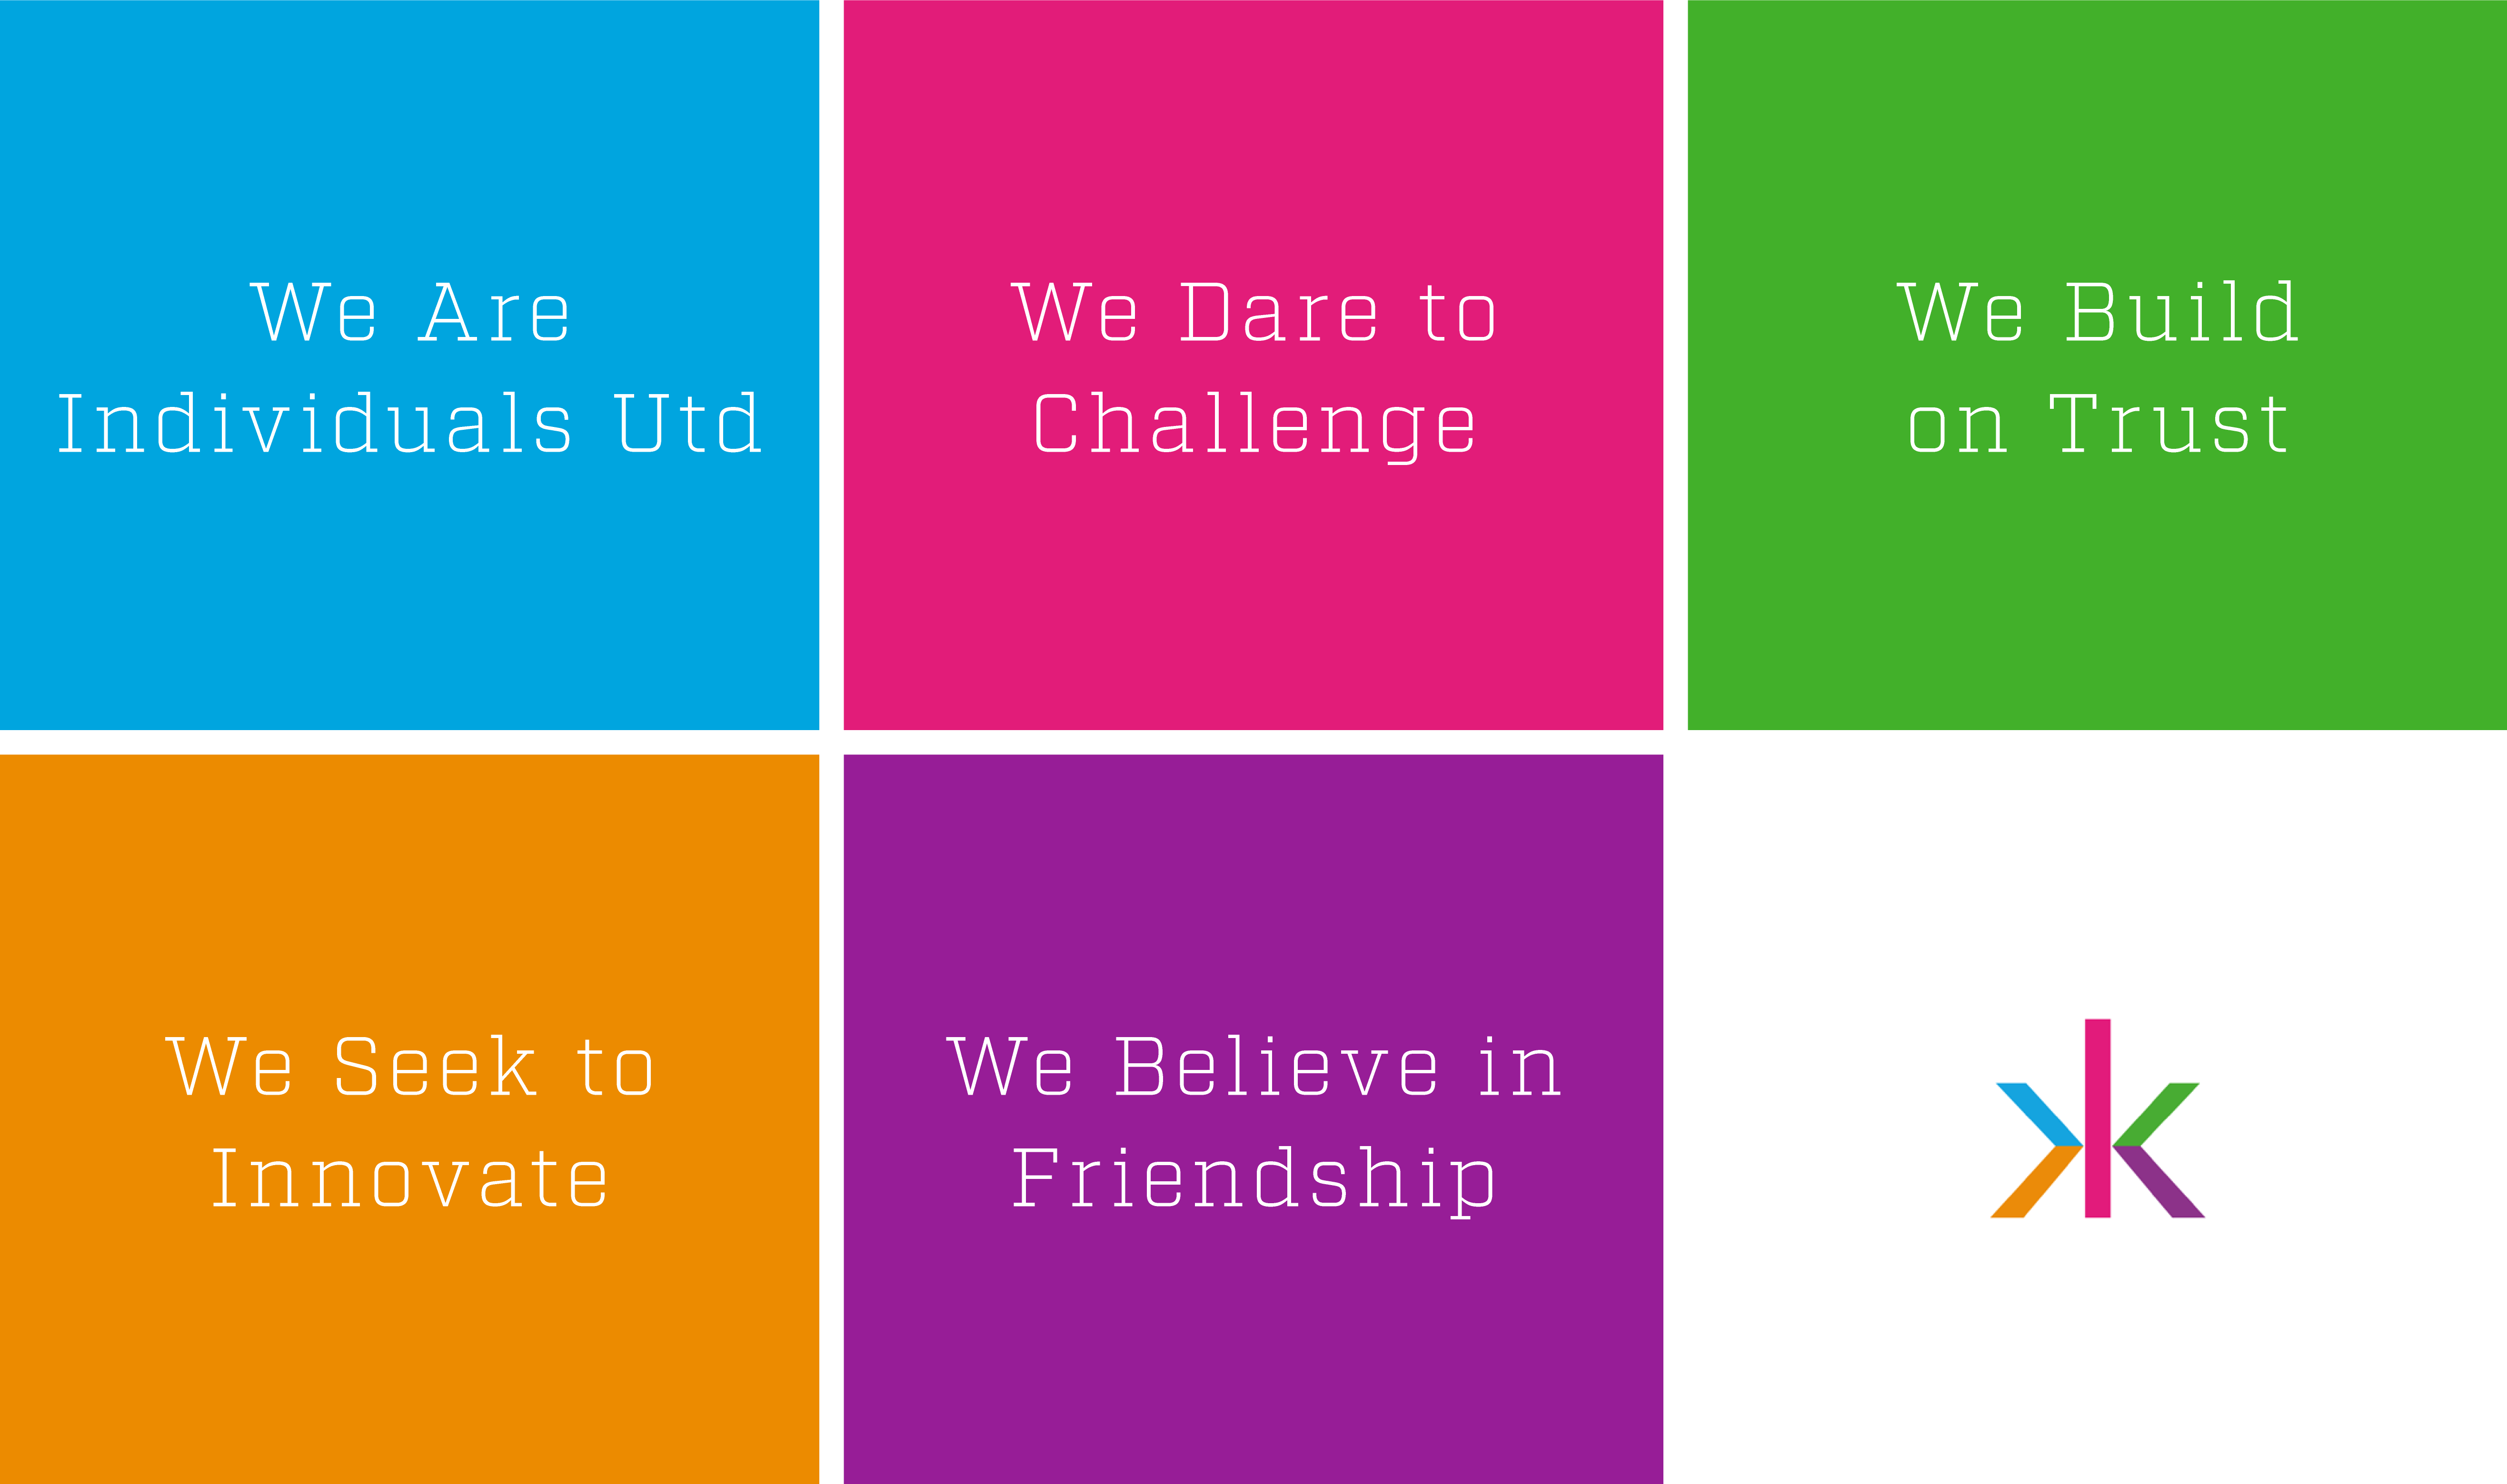 We Are
Individuals Utd
We Dare to
Challenge
We Build
on Trust
We Seek to
Innovate
We Believe in
Friendship